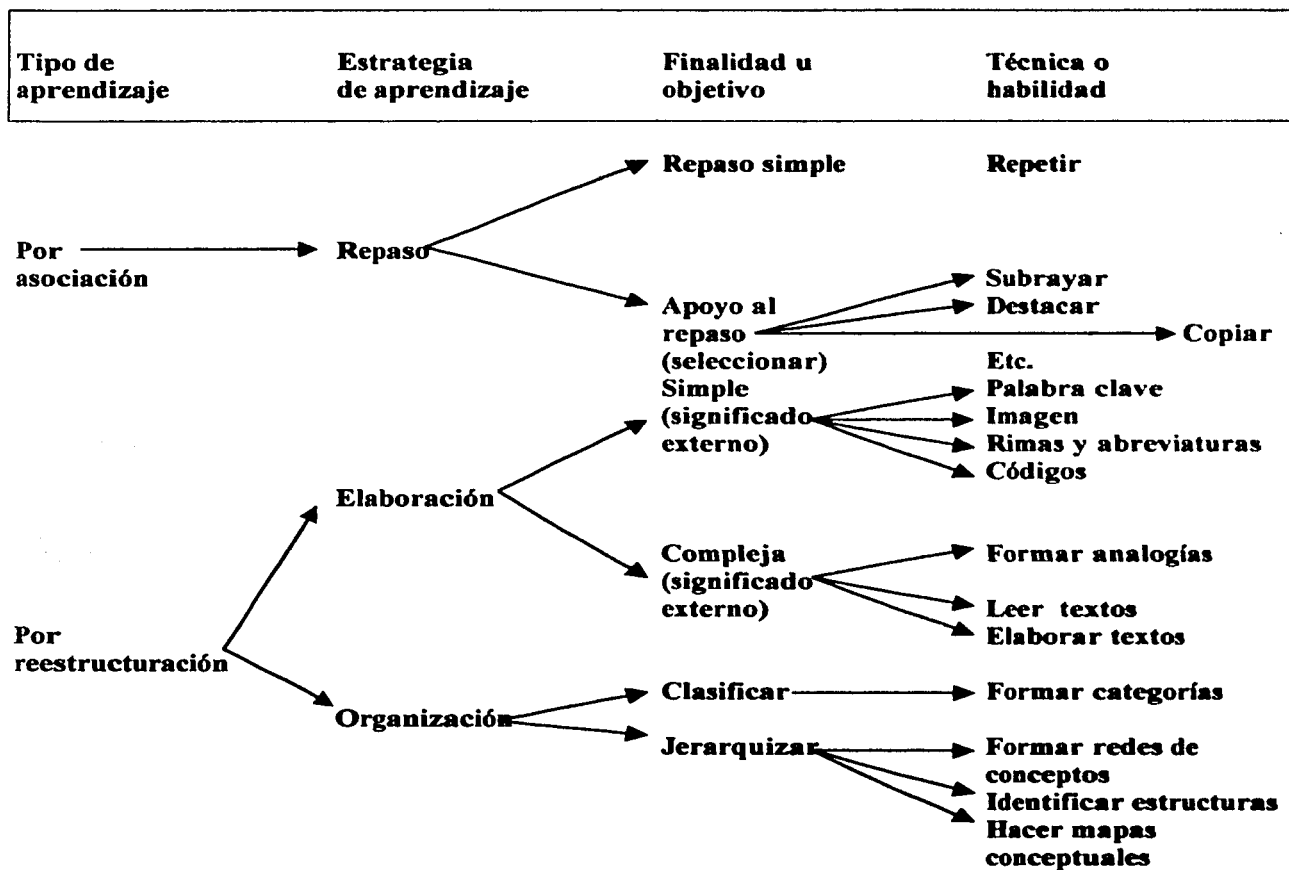 Tipo de
aprendizaje
Estrategia
de aprendizaje
Finalidad u
objetivo
Técnica o
habilidad
Repaso simple
Repetir
Por
asociación
Repaso
Apoyo al
repaso
(seleccionar)
Subrayar
Destacar
Copiar
Etc.
Simple
(significado
externo)
Palabra clave
Imagen
Rimas y abreviaturas
Códigos
Elaboración
Compleja
(significado
externo)
Formar analogías
Leer textos
Elaborar textos
Por
reestructuración
Organización
Clasificar
Formar categorías
Jerarquizar
Formar redes de
conceptos
Identificar estructuras
Hacer mapas
conceptuales